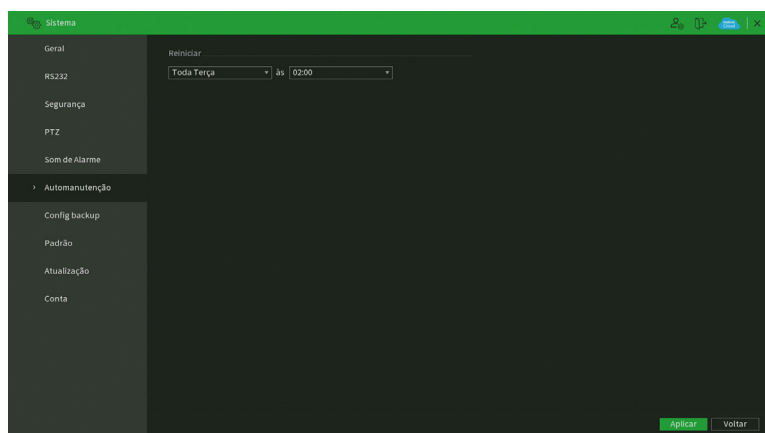 Sistema
Geral
RS232
Segurança
PTZ
Som de Alarme
Automanutenção
Config backup
Padrão
Atualização
Conta
Reiniciar
Toda Terça às 02:00
Aplicar Voltar